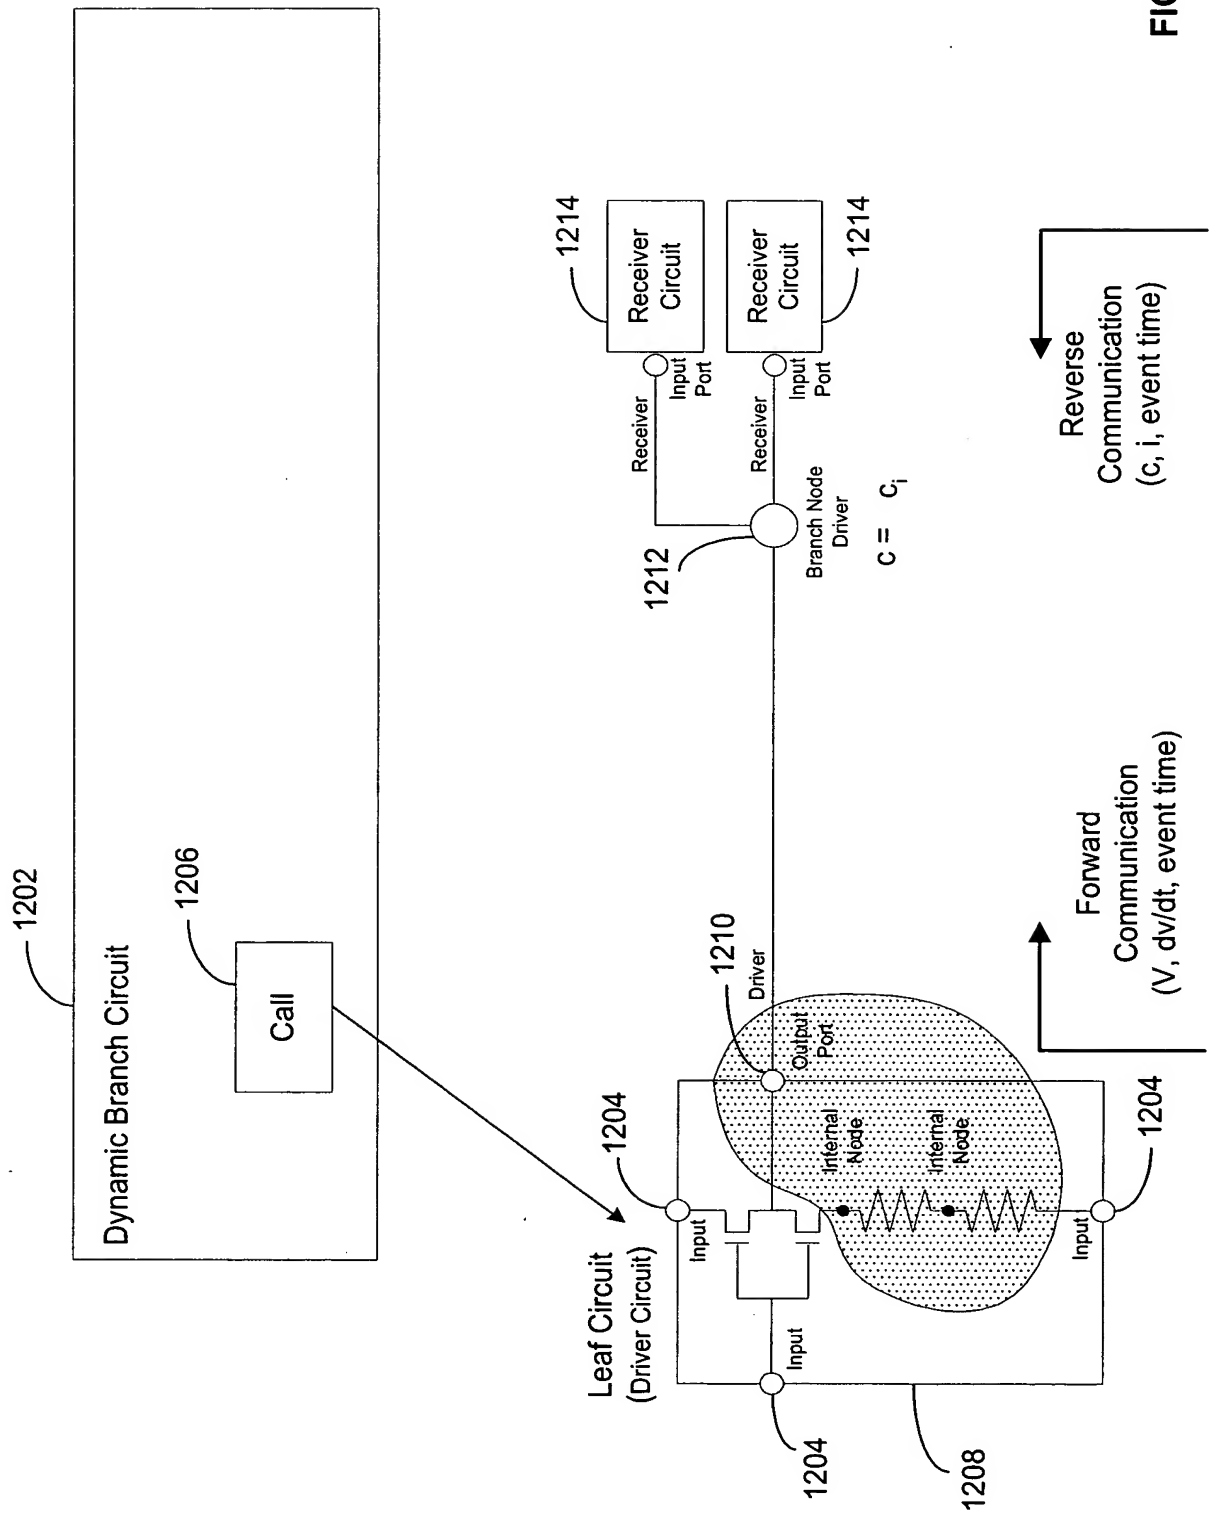 1202
Dynamic Branch Circuit
1206
Call
1204
Leaf Circuit
(Driver Circuit)
Input
Input
1204
1208
Internal
Node
Internal
Node
Input
1204
Output
Port
1210
Driver
1212
Branch Node
Driver
c = c_i
Receiver
Input
Port
Receiver
Circuit
1214
Receiver
Input
Port
Receiver
Circuit
1214
Forward
Communication
(V, dv/dt, event time)
Reverse
Communication
(c, i, event time)